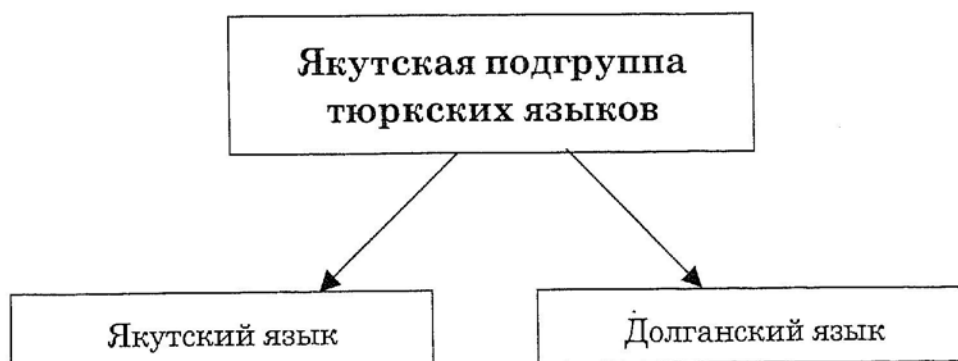 Якутская подгруппа
тюркских языков
Якутский язык
Долганский язык